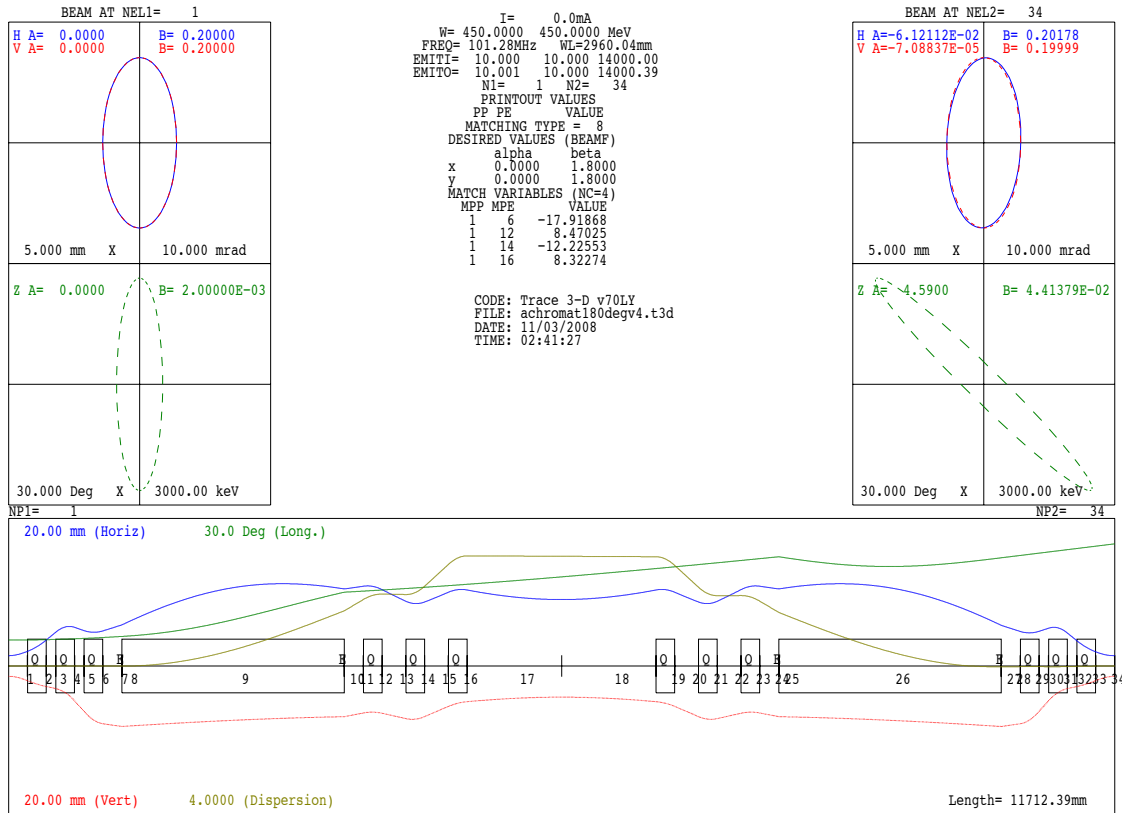 BEAM AT NEL1= 1
H A= 0.0000 B= 0.20000
V A= 0.0000 B= 0.20000
5.000 mm X 10.000 mrad
Z A= 0.0000 B= 2.00000E-03
30.000 Deg X 3000.00 keV
NP1= 1
I= 0.0mA
W= 450.0000 450.0000 MeV
FREQ= 101.28MHz WL=2960.04mm
EMITI= 10.000 10.000 14000.00
EMITO= 10.001 10.000 14000.39
N1= 1 N2= 34
PRINTOUT VALUES
PP PE VALUE
MATCHING TYPE = 8
DESIRED VALUES (BEAMF)
alpha beta
x 0.0000 1.8000
y 0.0000 1.8000
MATCH VARIABLES (NC=4)
MPP MPE VALUE
1 6 -17.91868
1 12 8.47025
1 14 -12.22553
1 16 8.32274
CODE: Trace 3-D v70LY
FILE: achromat180degv4.t3d
DATE: 11/03/2008
TIME: 02:41:27
BEAM AT NEL2= 34
H A=-6.12112E-02 B= 0.20178
V A=-7.08837E-05 B= 0.19999
5.000 mm X 10.000 mrad
Z A= 4.5900 B= 4.41379E-02
30.000 Deg X 3000.00 keV
NP2= 34
20.00 mm (Horiz) 30.0 Deg (Long.)
Q Q Q E E Q Q Q Q Q Q E E Q Q Q
1 2 3 4 5 6 7 8 9 10 11 12 13 14 15 16 17 18 19 20 21 22 23 24 25 26 27 28 29 30 31 32 33 34
20.00 mm (Vert) 4.0000 (Dispersion) Length= 11712.39mm